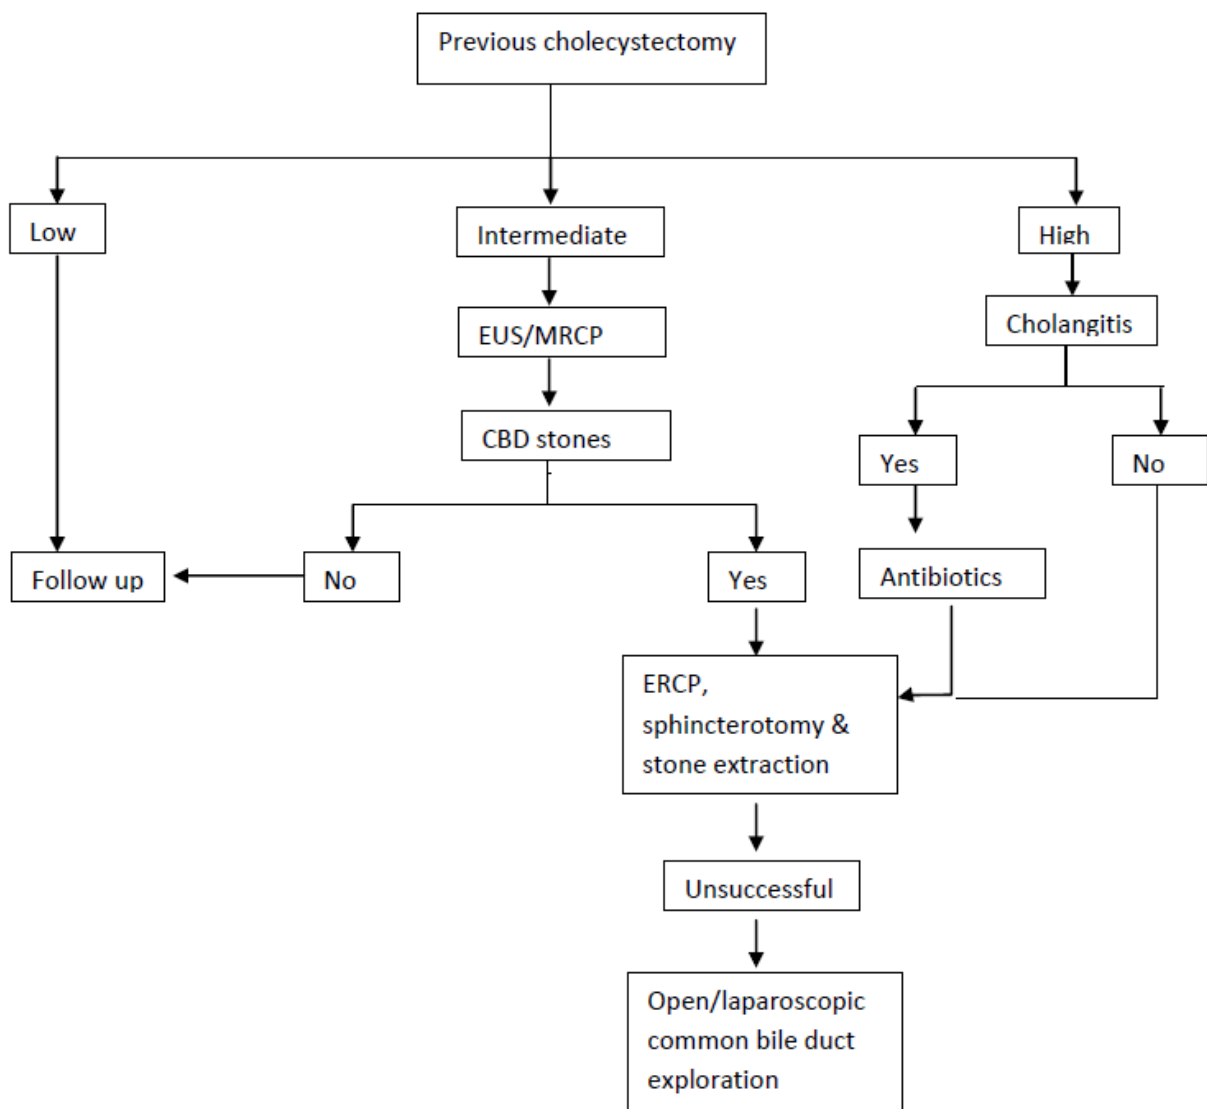 Previous cholecystectomy
Low
Intermediate
High
EUS/MRCP
Cholangitis
CBD stones
Yes
No
Follow up
No
Yes
Antibiotics
ERCP,
sphincterotomy &
stone extraction
Unsuccessful
Open/laparoscopic
common bile duct
exploration